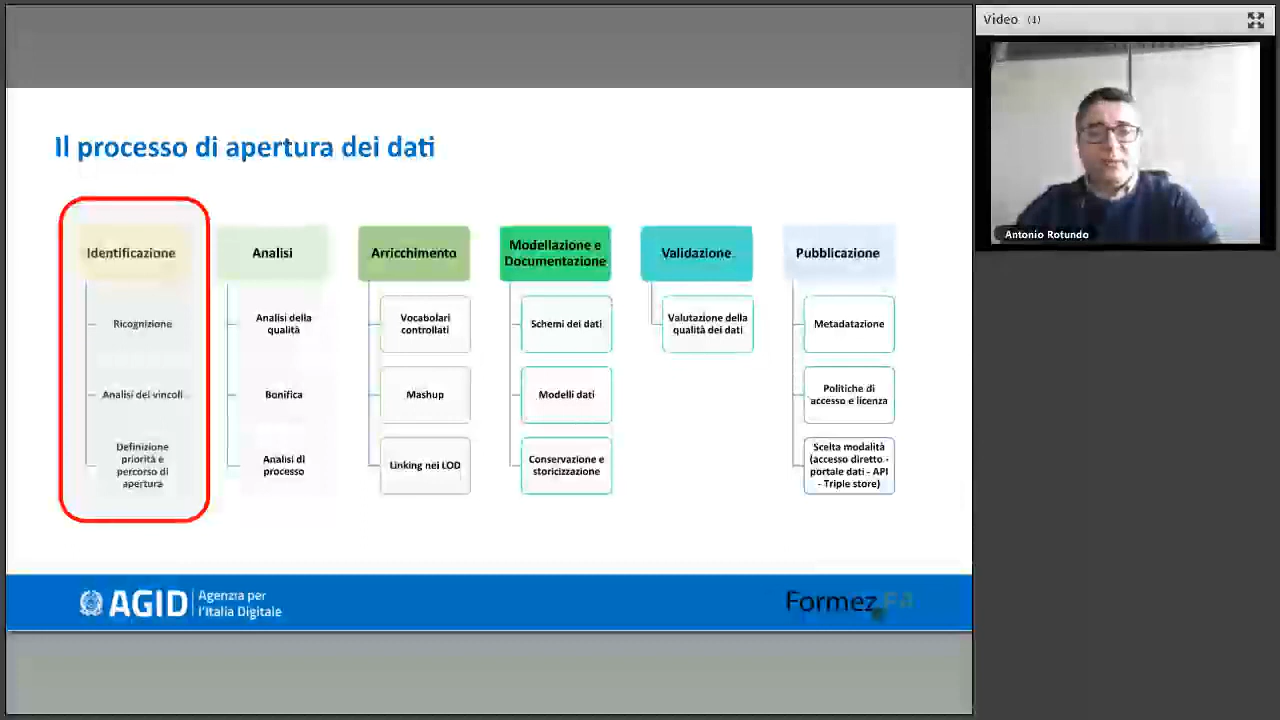 Video (1)
Antonio Rotundo
Il processo di apertura dei dati
Identificazione
Ricognizione
Analisi dei vincoli
Definizione
priorità e
percorso di
apertura
Analisi
Analisi della
qualità
Bonifica
Analisi di
processo
Arricchimento
Vocabolari
controllati
Mashup
Linking nei LOD
Modellazione e
Documentazione
Schemi dei dati
Modelli dati
Conservazione e
storicizzazione
Validazione
Valutazione della
qualità dei dati
Pubblicazione
Metadatazione
Politiche di
accesso e licenza
Scelta modalità
(accesso diretto -
portale dati - API
- Triple store)
AGID
Agenzia per
l'Italia Digitale
Formez